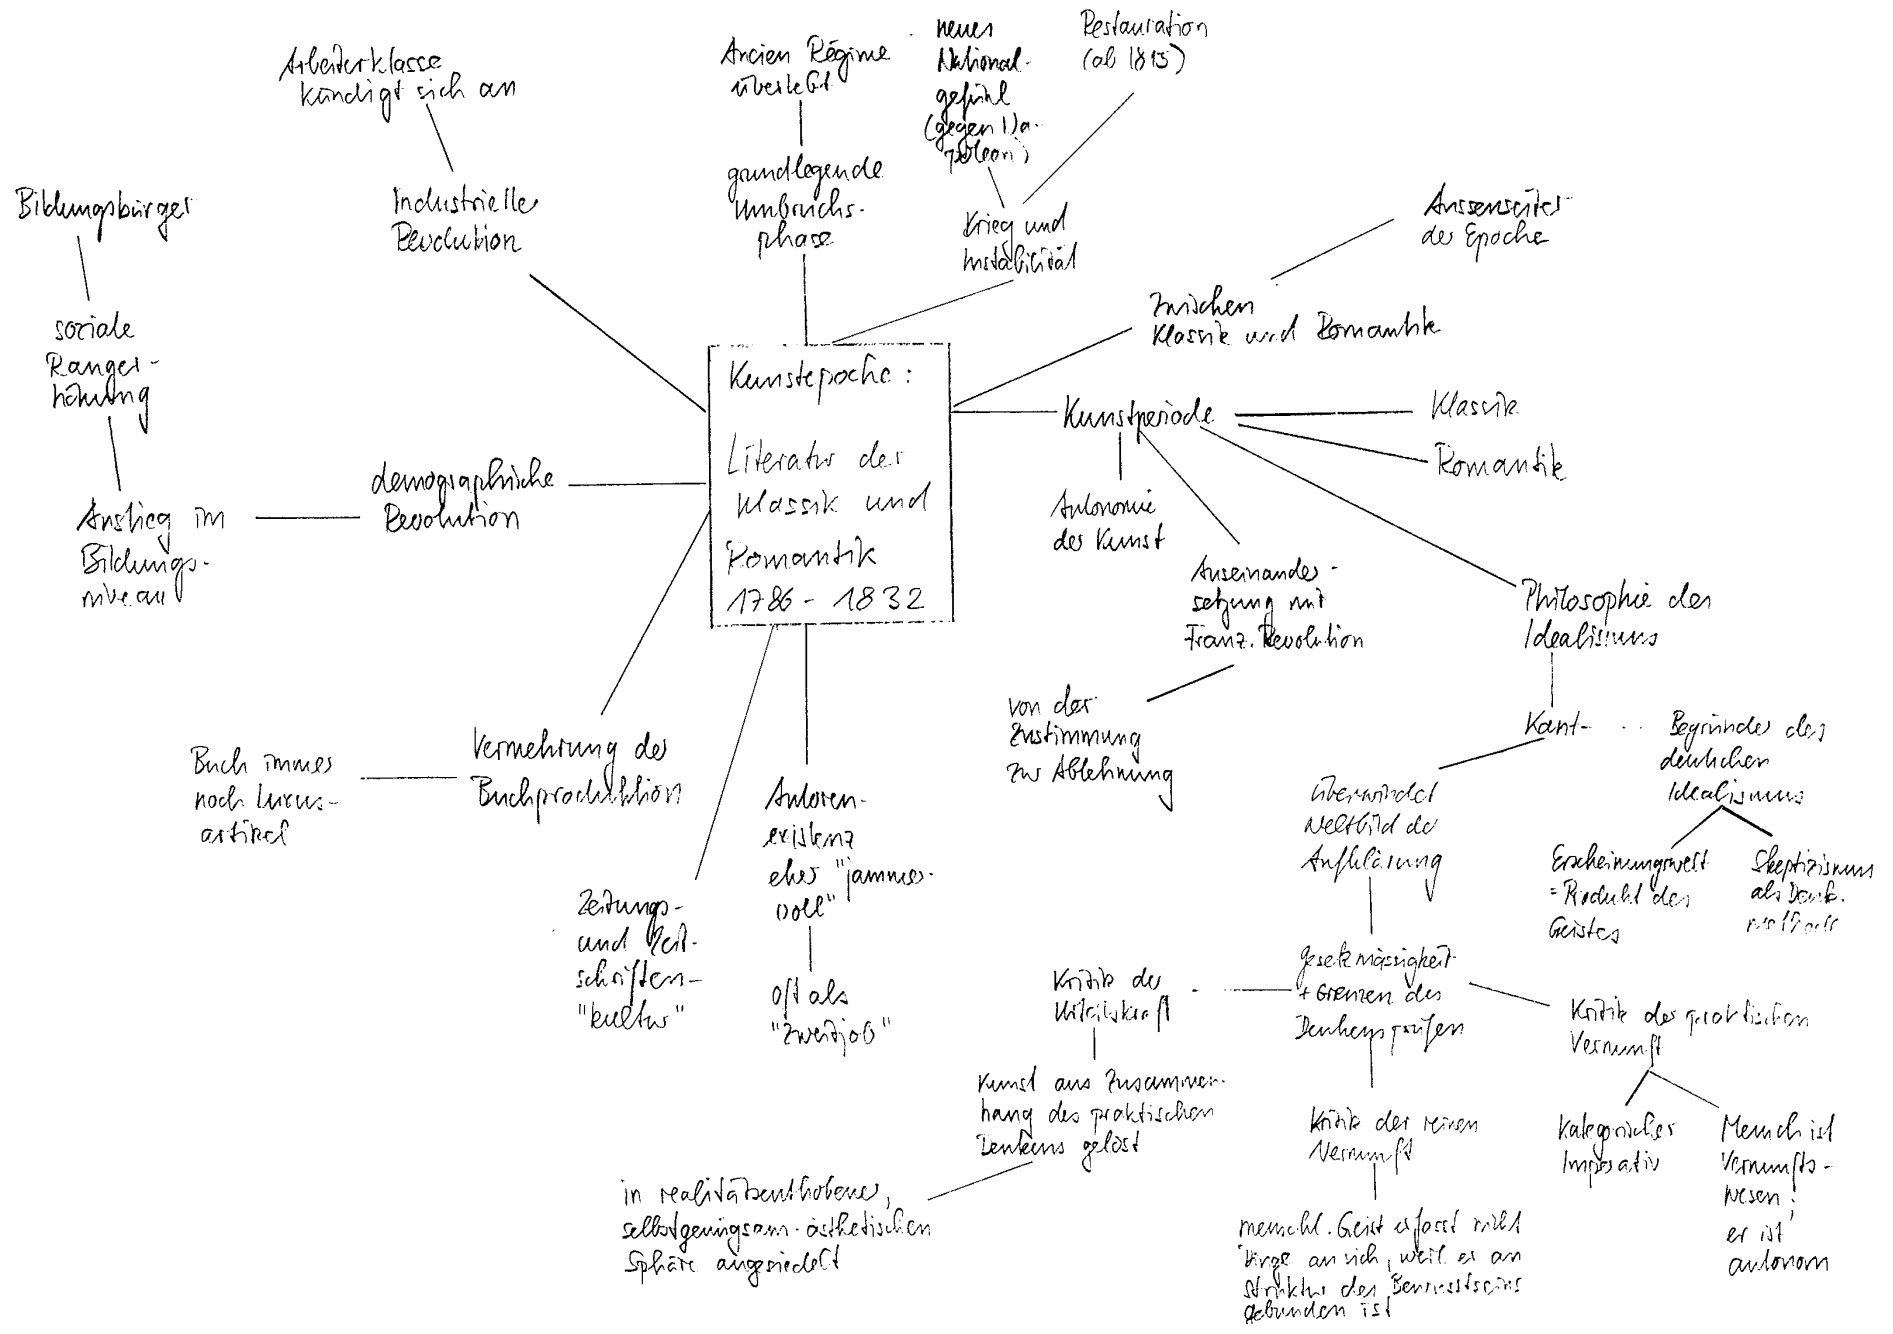 Arbeiterklasse
kündigt sich an
Ancien Régime
überlebt
neues
National-
gefühl
(gegen Na-
poleon)
Restauration
(ab 1815)
Bildungsbürger
Industrielle
Revolution
grundlegende
Umbruchs-
phase
Krieg und
Instabilität
Aussenseiter
der Epoche
zwischen
Klassik und Romantik
soziale
Ranger-
höhung
Kunstepoche:
Literatur der
Klassik und
Romantik
1786 - 1832
Kunstperiode
Klassik
Romantik
demographische
Revolution
Anstieg im
Bildungs-
niveau
Autonomie
der Kunst
Auseinander-
setzung mit
Franz. Revolution
Philosophie des
Idealismus
von der
Zustimmung
zur Ablehnung
Kant
Begründer des
deutschen
Idealismus
Buch immer
noch Luxus-
artikel
Vermehrung der
Buchproduktion
Autoren-
existenz
eher "jammer-
voll"
überwindet
Weltbild der
Aufklärung
Erscheinungswelt
= Produkt des
Geistes
Skeptizismus
als Denk-
Zeitungs-
und Zeit-
schriften-
"kultur"
oft als
"Zweitjob"
Kritik der
Urteilskraft
Gesetzmässigkeit
+ Grenzen des
Denkens prüfen
Kritik der praktischen
Vernunft
Kunst aus Zusammen-
hang des praktischen
Denkens gelöst
Kritik der reinen
Vernunft
Kategorischer
Imperativ
Mensch ist
Vernunfts-
wesen;
er ist
autonom
in realitätsenthobener,
selbstgenügsam-ästhetischen
Sphäre angesiedelt
menschl. Geist erfasst nicht
Dinge an sich, weil er an
Struktur des Bewusstseins
gebunden ist